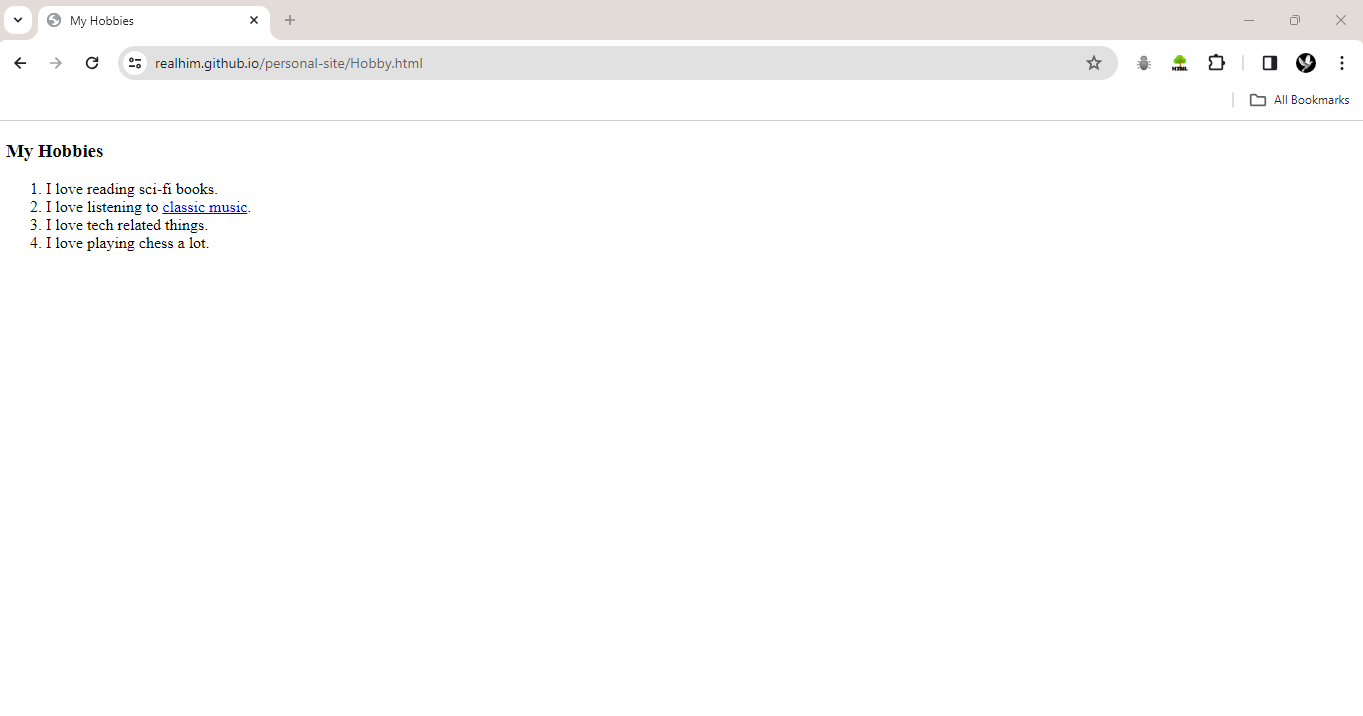 My Hobbies
realhim.github.io/personal-site/Hobby.html
HTML
All Bookmarks
My Hobbies
1. I love reading sci-fi books.
2. I love listening to classic music.
3. I love tech related things.
4. I love playing chess a lot.